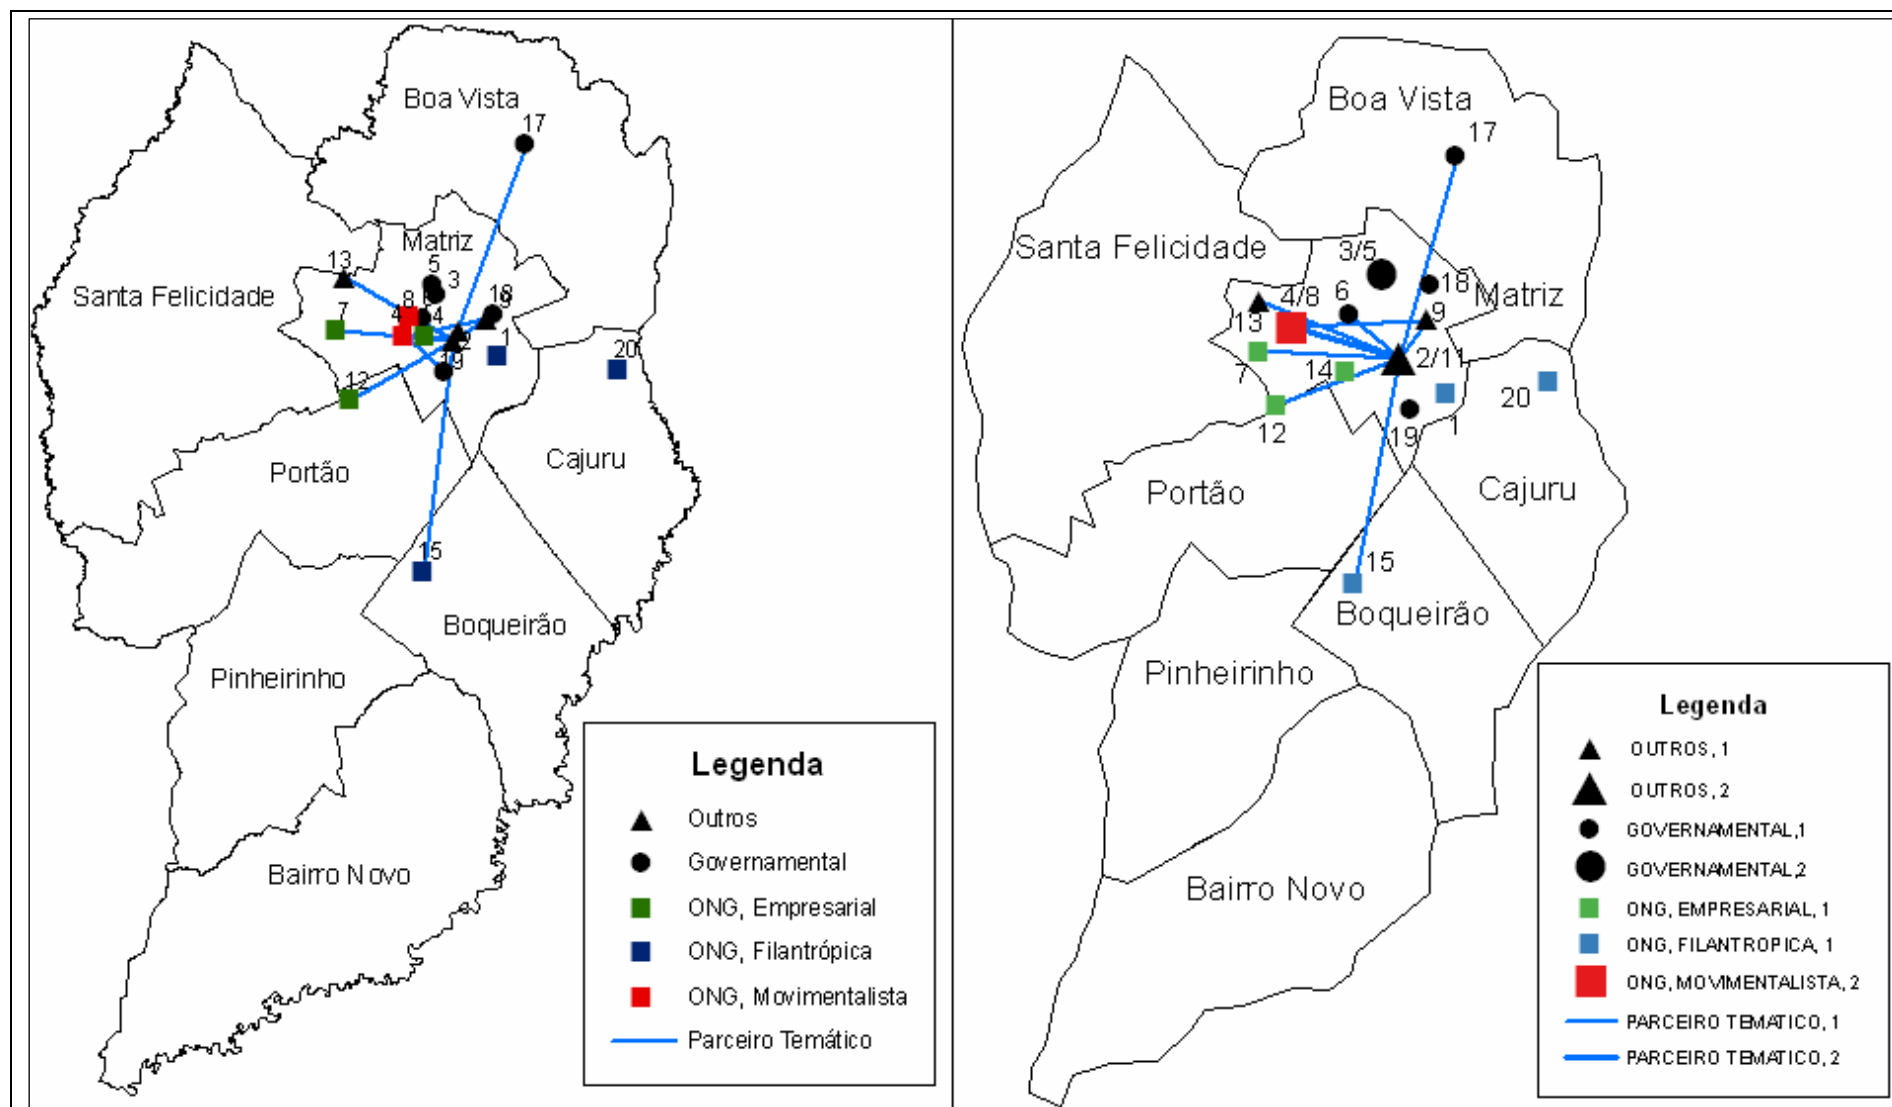 Boa Vista
17
Matriz
13
5
3
Santa Felicidade
7
8
4
1
20
12
19
Portão
Cajuru
15
Boqueirão
Pinheirinho
Bairro Novo
Legenda
Outros
Governamental
ONG, Empresarial
ONG, Filantrópica
ONG, Movimentalista
Parceiro Temático
Boa Vista
17
Santa Felicidade
3/5
18
Matriz
4/8
6
9
13
2/11
7
14
20
1
12
19
Portão
Cajuru
15
Boqueirão
Pinheirinho
Bairro Novo
Legenda
OUTROS, 1
OUTROS, 2
GOVERNAMENTAL,1
GOVERNAMENTAL,2
ONG, EMPRESARIAL, 1
ONG, FILANTROPICA, 1
ONG, MOVIMENTALISTA, 2
PARCEIRO TEMATICO, 1
PARCEIRO TEMATICO, 2